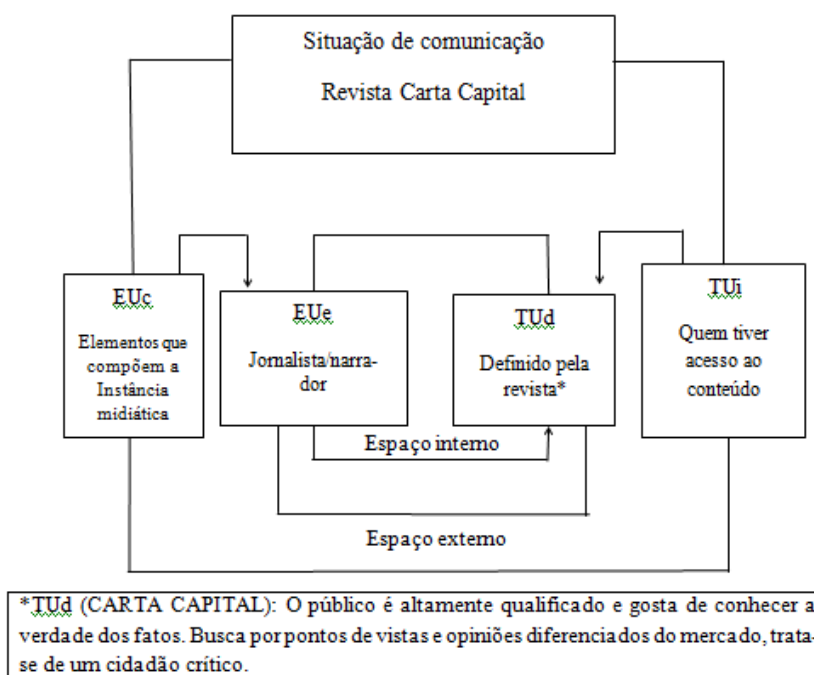 Situação de comunicação
Revista Carta Capital
EUc
Elementos que
compõem a
Instância
midiática
EUe
Jornalista/narra-
dor
TUd
Definido pela
revista*
TUi
Quem tiver
acesso ao
conteúdo
Espaço interno
Espaço externo
*TUd (CARTA CAPITAL): O público é altamente qualificado e gosta de conhecer a
verdade dos fatos. Busca por pontos de vistas e opiniões diferenciados do mercado, trata-
se de um cidadão crítico.